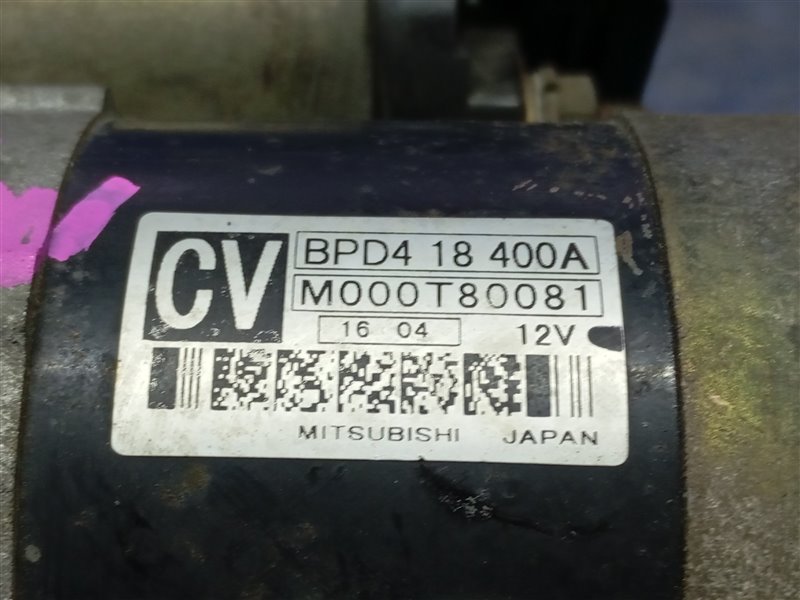 CV
BPD4 18 400A
M000T80081
16 04 12V
MITSUBISHI JAPAN